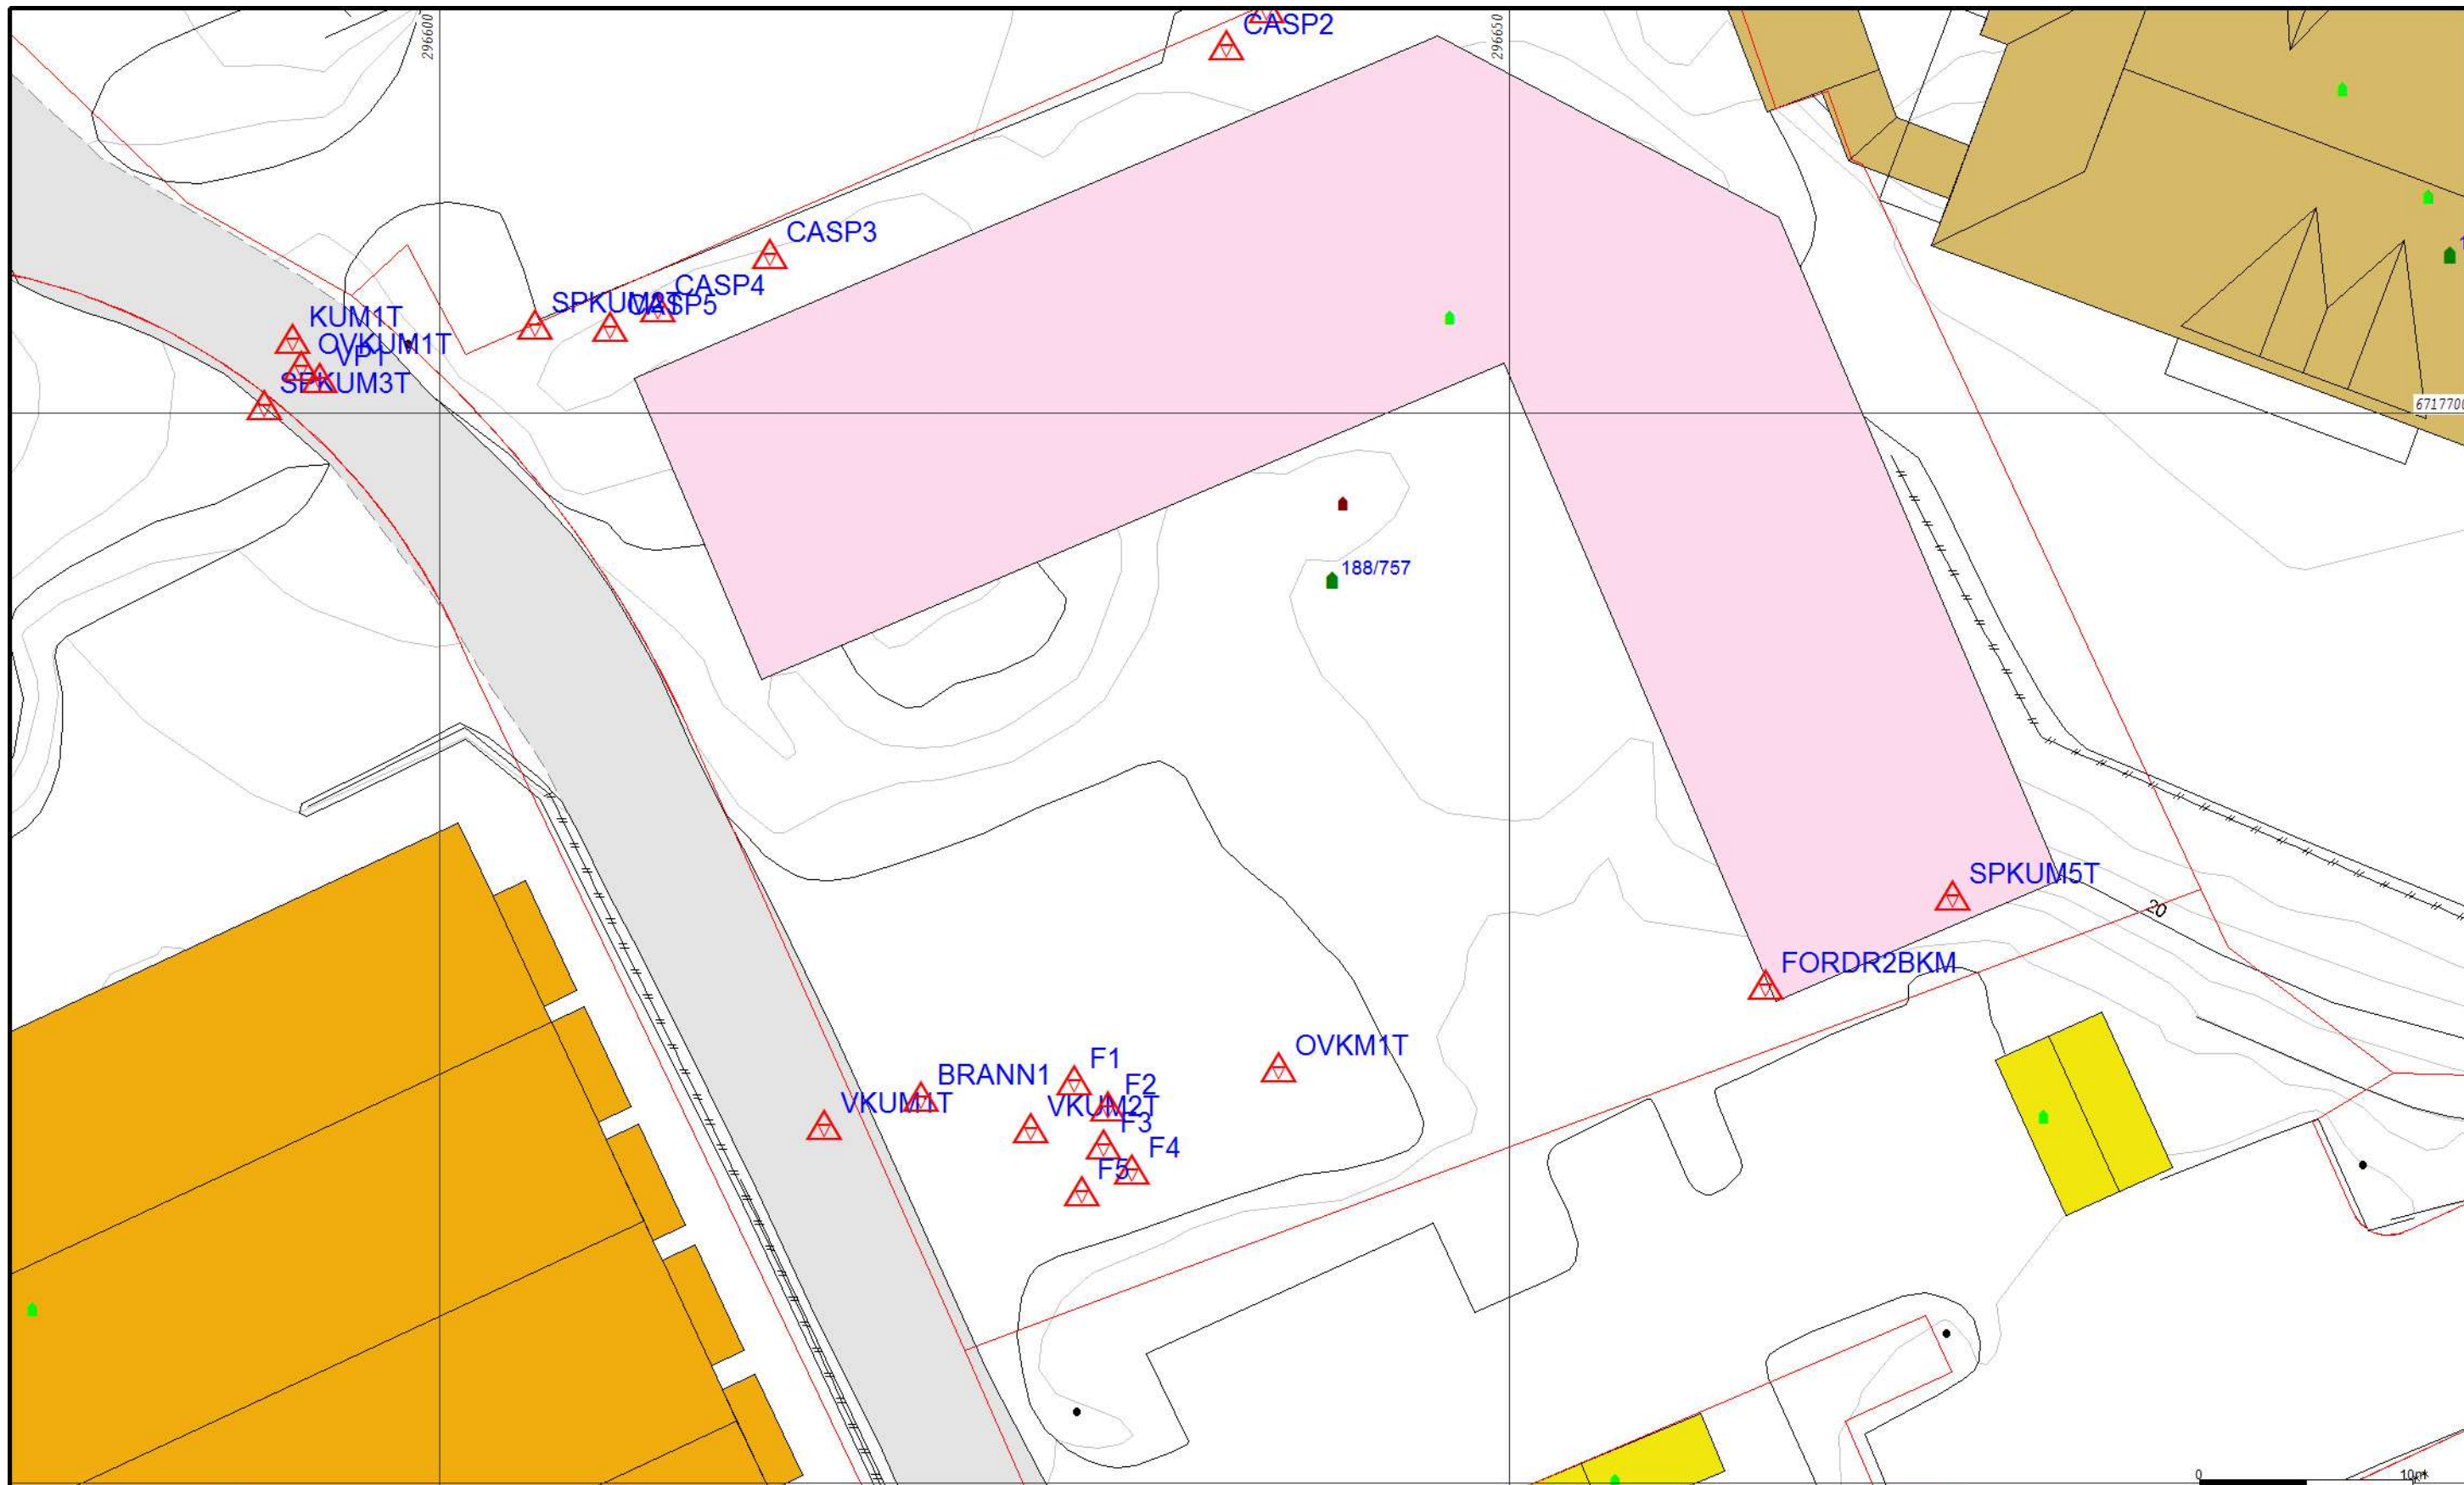 296600
CASP2
296650
CASP3
CASP4
SPKUM2T
CASP5
KUM1T
OVKUM1T
VP1
SPKUM3T
6717700
188/757
SPKUM5T
20
FORDR2BKM
OVKM1T
F1
BRANN1
F2
VKUM1T
VKUM2T
F3
F4
F5
0